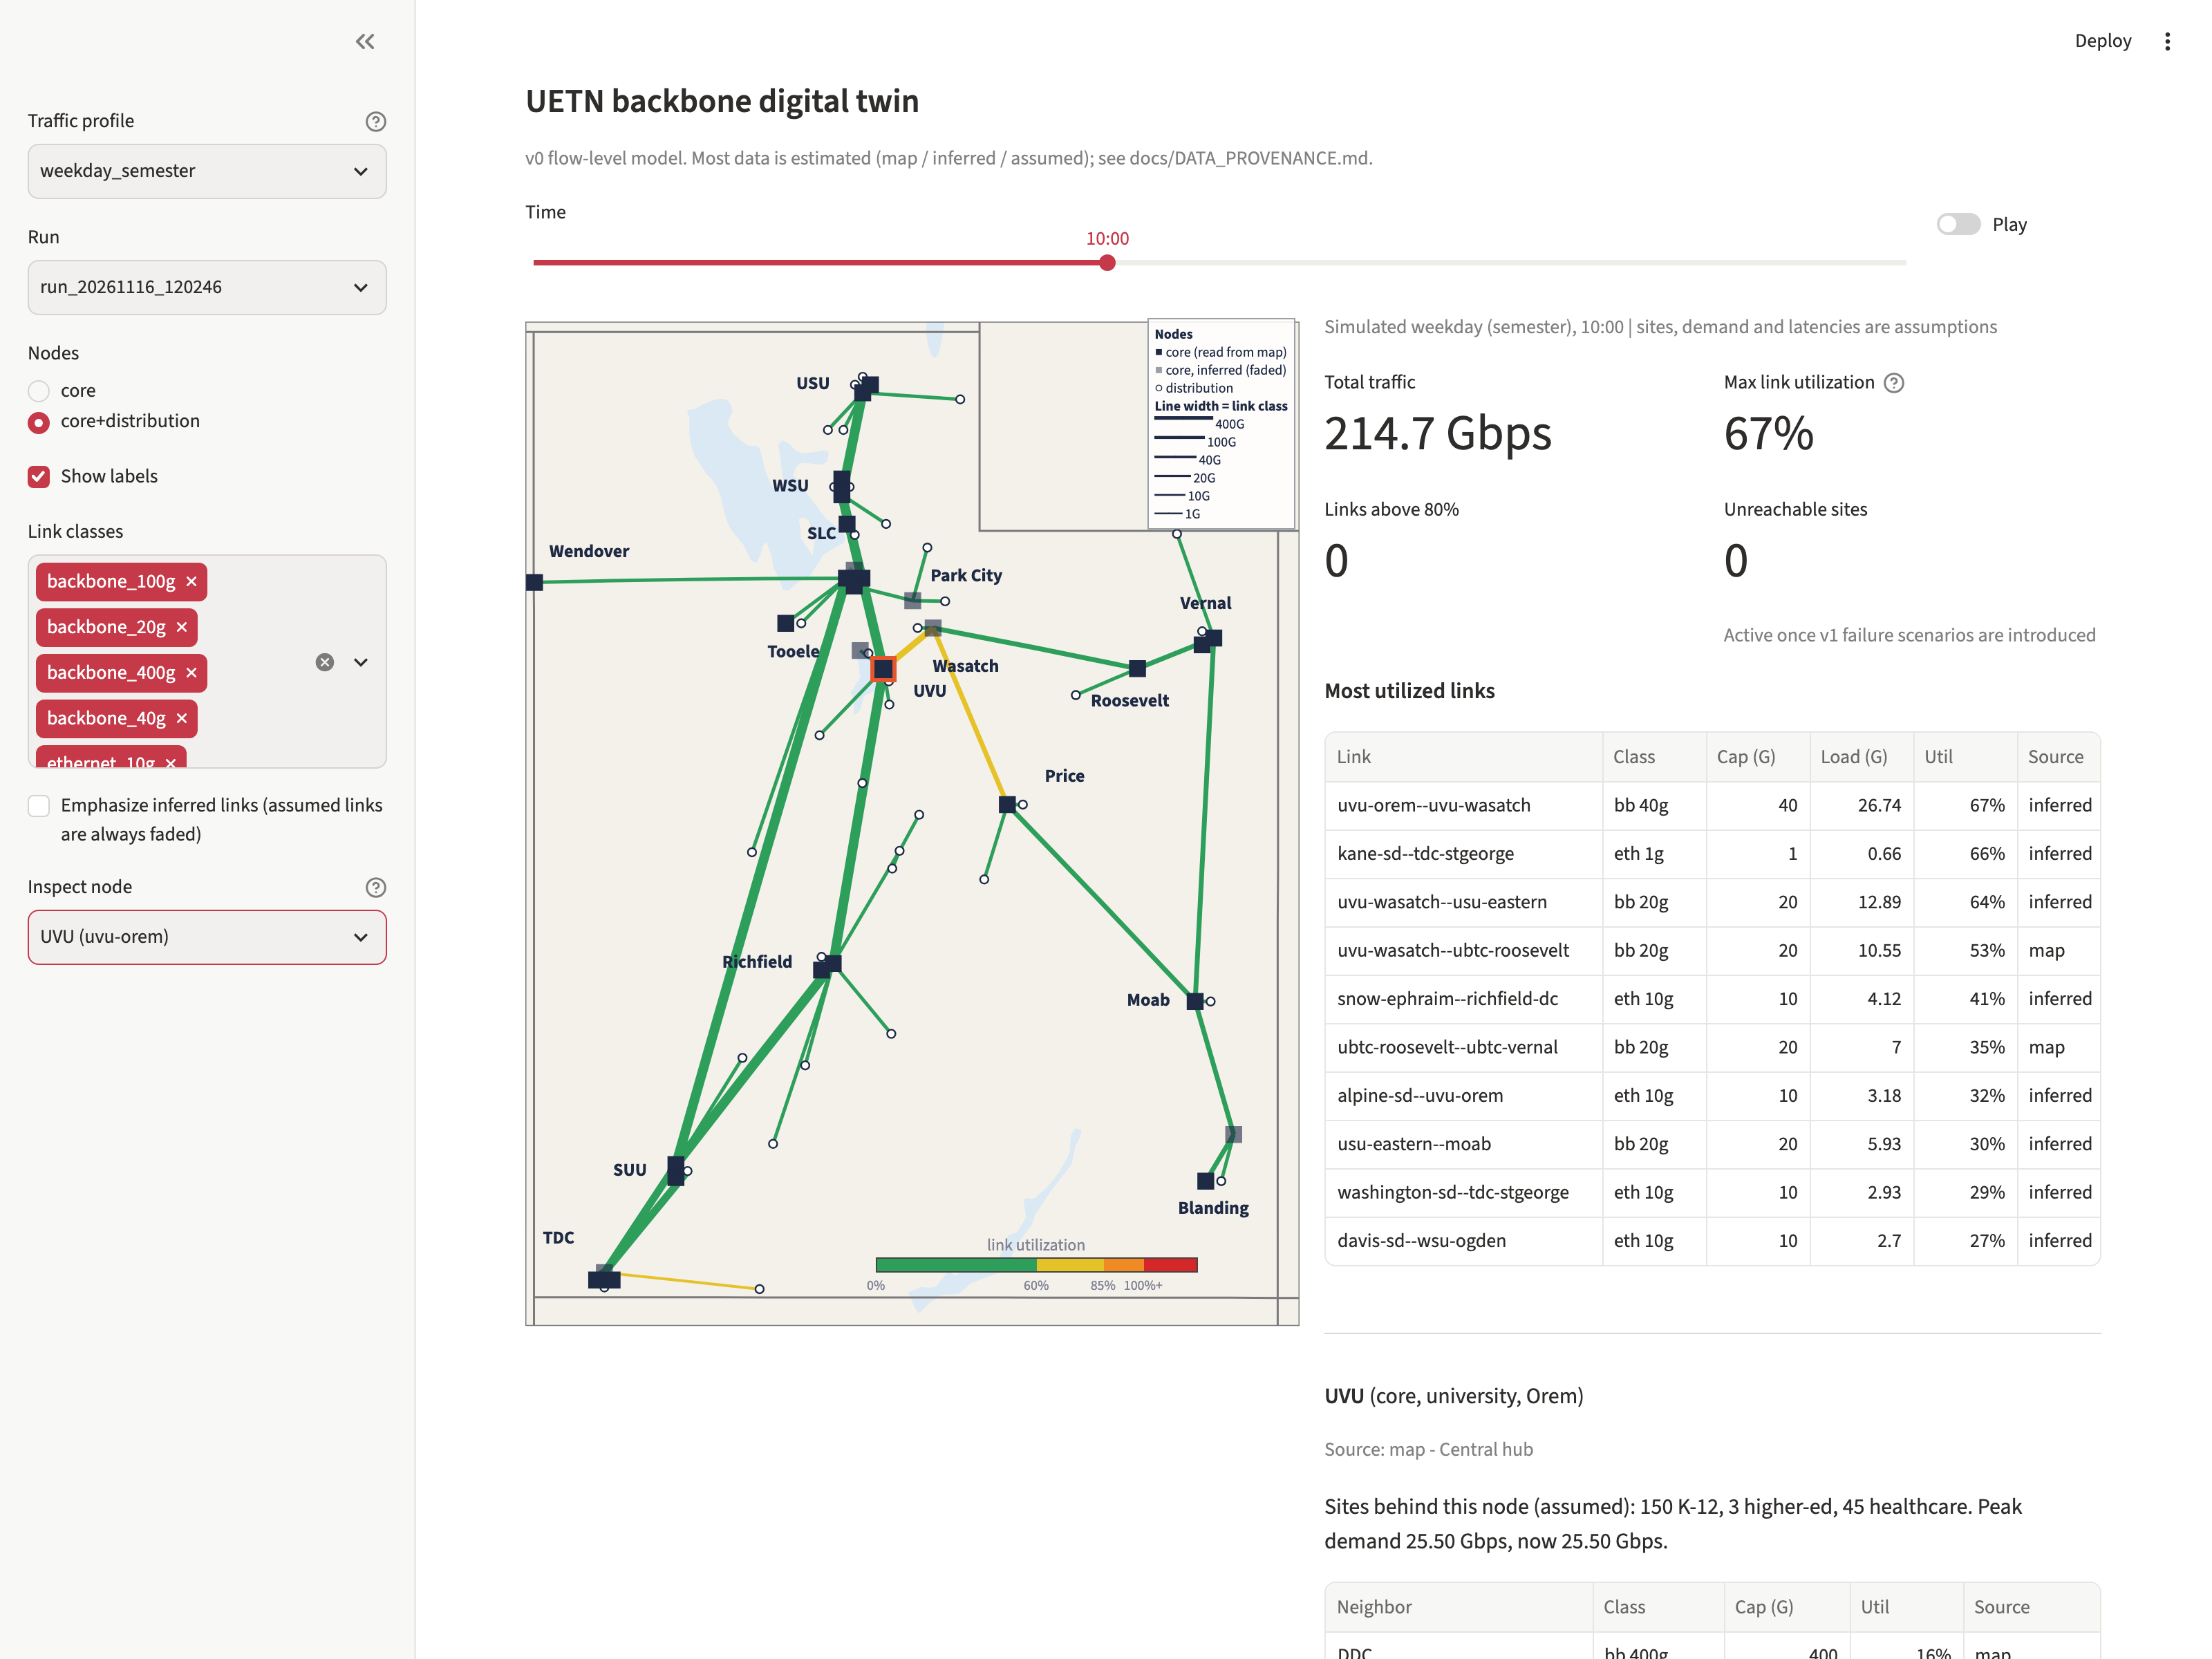 Deploy
Traffic profile
weekday_semester
Run
run_20261116_120246
Nodes
core
core+distribution
Show labels
Link classes
backbone_100g
backbone_20g
backbone_400g
backbone_40g
ethernet_10g
Emphasize inferred links (assumed links
are always faded)
Inspect node
UVU (uvu-orem)
UETN backbone digital twin
v0 flow-level model. Most data is estimated (map / inferred / assumed); see docs/DATA_PROVENANCE.md.
Time
10:00
Play
Nodes
core (read from map)
core, inferred (faded)
distribution
Line width = link class
400G
100G
40G
20G
10G
1G
USU
WSU
SLC
Wendover
Park City
Vernal
Tooele
Wasatch
UVU
Roosevelt
Price
Richfield
Moab
SUU
Blanding
TDC
link utilization
0% 60% 85% 100%+
Simulated weekday (semester), 10:00 | sites, demand and latencies are assumptions
Total traffic
214.7 Gbps
Max link utilization
67%
Links above 80%
0
Unreachable sites
0
Active once v1 failure scenarios are introduced
Most utilized links
Link Class Cap (G) Load (G) Util Source
uvu-orem--uvu-wasatch bb 40g 40 26.74 67% inferred
kane-sd--tdc-stgeorge eth 1g 1 0.66 66% inferred
uvu-wasatch--usu-eastern bb 20g 20 12.89 64% inferred
uvu-wasatch--ubtc-roosevelt bb 20g 20 10.55 53% map
snow-ephraim--richfield-dc eth 10g 10 4.12 41% inferred
ubtc-roosevelt--ubtc-vernal bb 20g 20 7 35% map
alpine-sd--uvu-orem eth 10g 10 3.18 32% inferred
usu-eastern--moab bb 20g 20 5.93 30% inferred
washington-sd--tdc-stgeorge eth 10g 10 2.93 29% inferred
davis-sd--wsu-ogden eth 10g 10 2.7 27% inferred
UVU (core, university, Orem)
Source: map - Central hub
Sites behind this node (assumed): 150 K-12, 3 higher-ed, 45 healthcare. Peak
demand 25.50 Gbps, now 25.50 Gbps.
Neighbor Class Cap (G) Util Source
DDC bb 400g 400 16% map